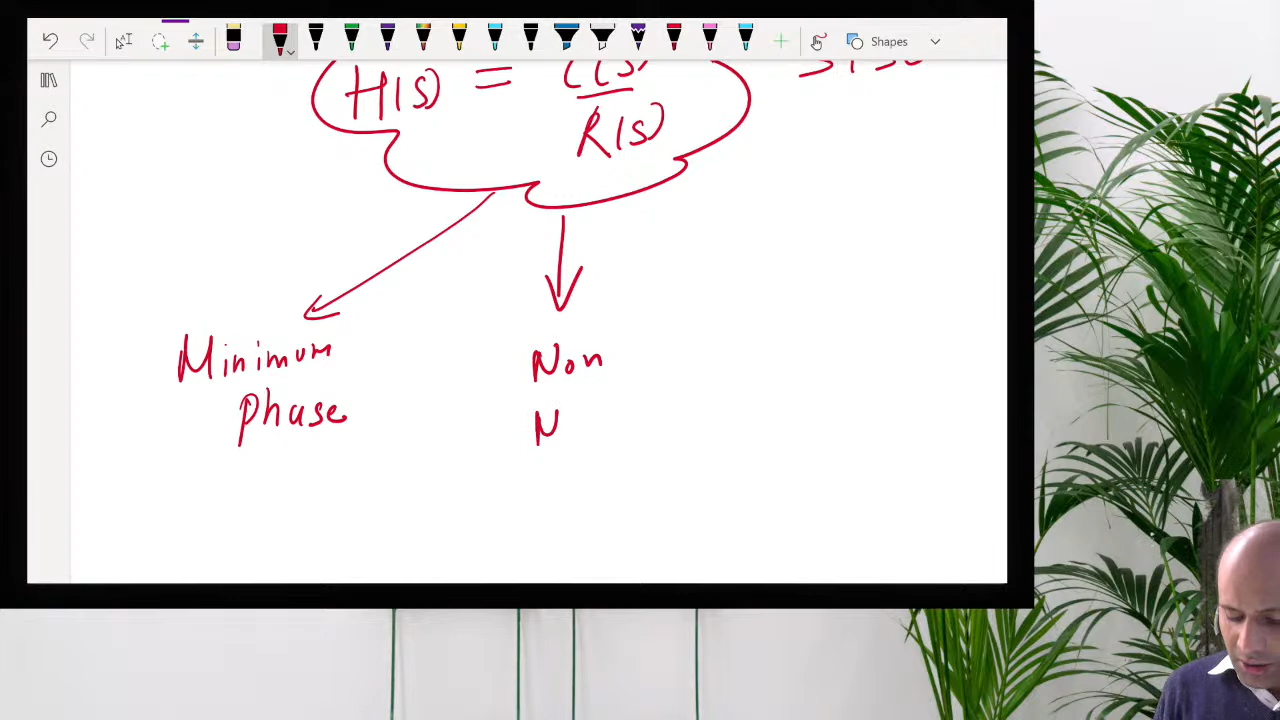 Shapes
H(s) = C(s)
R(s)
Minimum
phase
Non
N